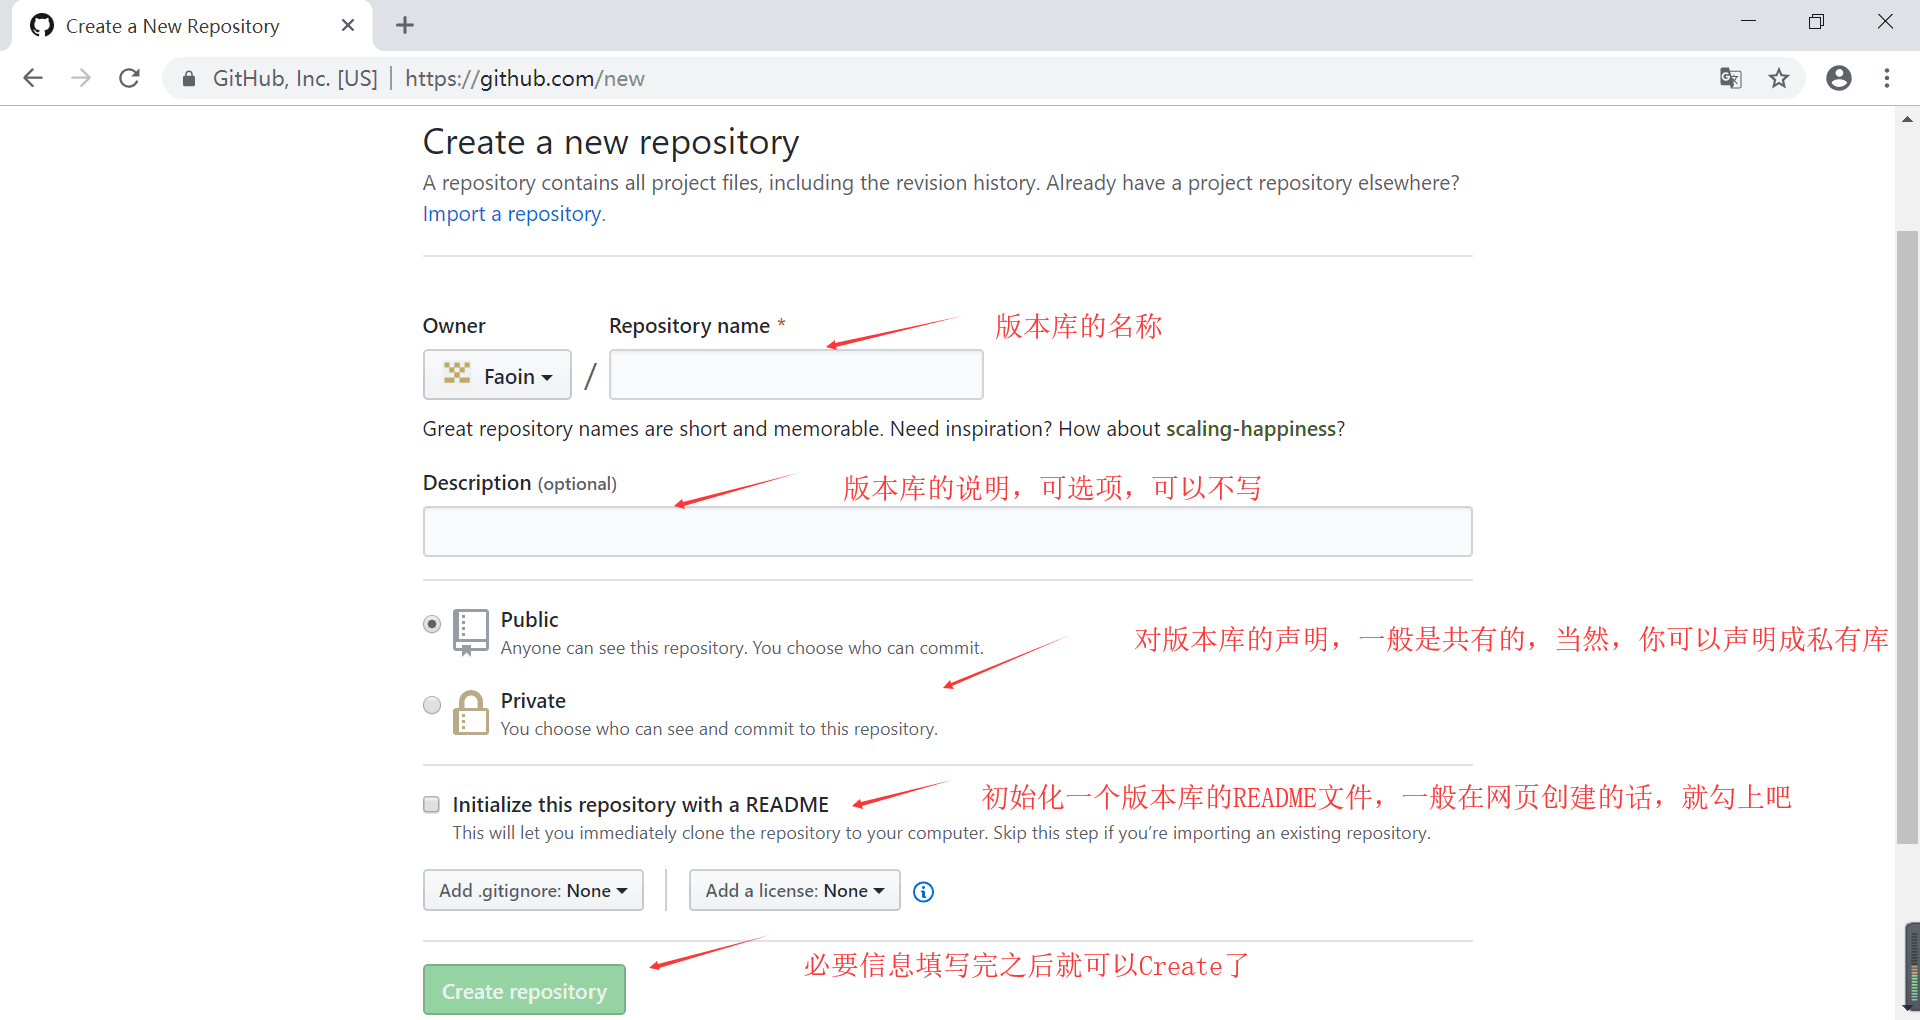 Create a New Repository
GitHub, Inc. [US] | https://github.com/new
Create a new repository
A repository contains all project files, including the revision history. Already have a project repository elsewhere?
Import a repository.
Owner
Repository name *
版本库的名称
Faoin
/
Great repository names are short and memorable. Need inspiration? How about scaling-happiness?
Description (optional)
版本库的说明，可选项，可以不写
Public
Anyone can see this repository. You choose who can commit.
对版本库的声明，一般是共有的，当然，你可以声明成私有库
Private
You choose who can see and commit to this repository.
Initialize this repository with a README
初始化一个版本库的README文件，一般在网页创建的话，就勾上吧
This will let you immediately clone the repository to your computer. Skip this step if you’re importing an existing repository.
Add .gitignore: None
Add a license: None
必要信息填写完之后就可以Create了
Create repository